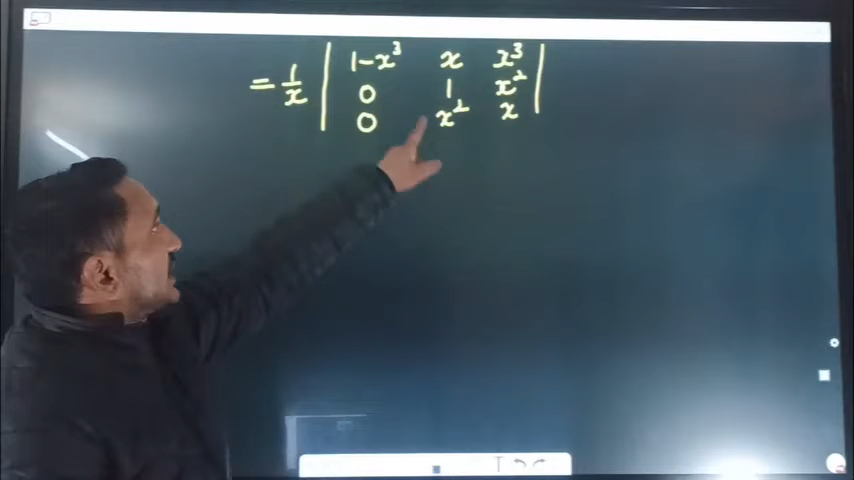 = 1/x | 1-x³ x x³ |
| 0 1 x² |
| 0 x² x |